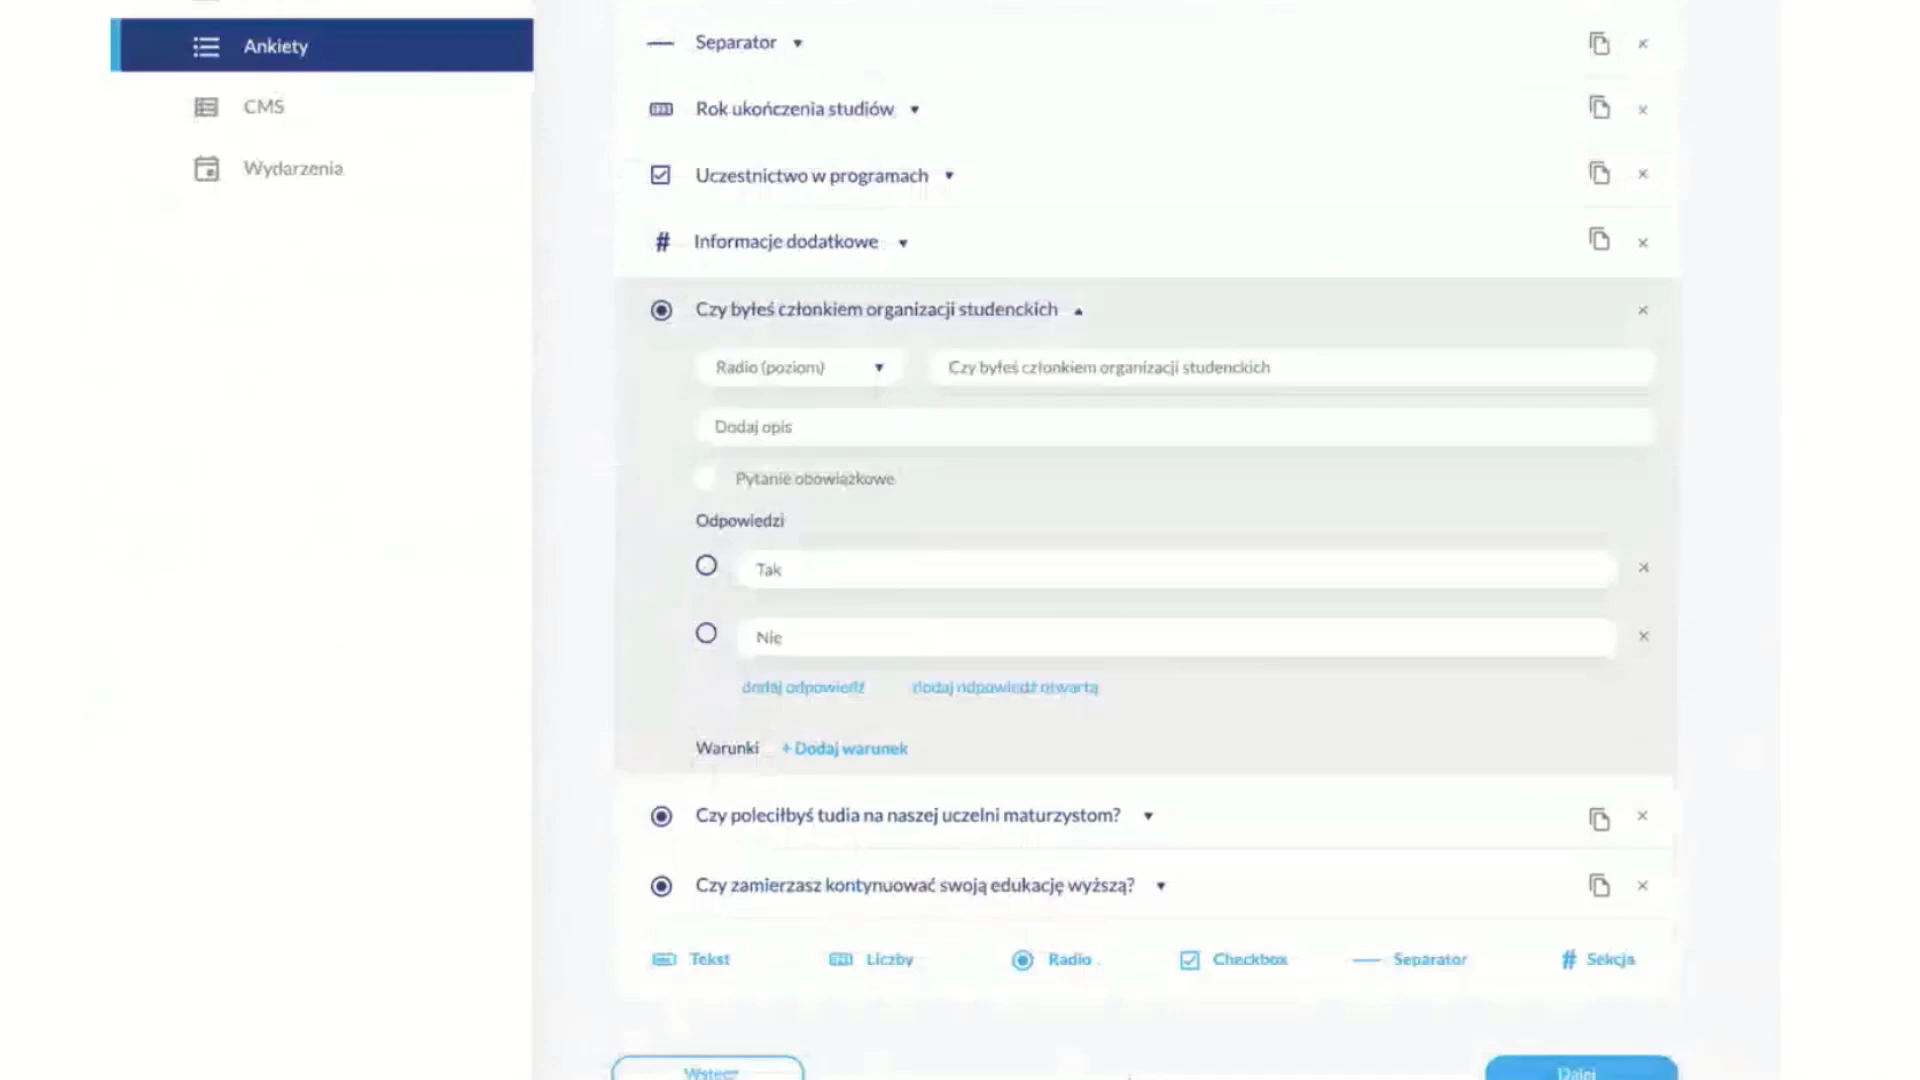 Ankiety
CMS
Wydarzenia
Separator
Rok ukończenia studiów
Uczestnictwo w programach
# Informacje dodatkowe
Czy byłeś członkiem organizacji studenckich
Radio (poziom)
Czy byłeś członkiem organizacji studenckich
Dodaj opis
Pytanie obowiązkowe
Odpowiedzi
Tak
Nie
dodaj odpowiedź
dodaj odpowiedź otwartą
Warunki
+ Dodaj warunek
Czy poleciłbyś tudia na naszej uczelni maturzystom?
Czy zamierzasz kontynuować swoją edukację wyższą?
Tekst
Liczby
Radio
Checkbox
Separator
# Sekcja
Wstecz
Dalej